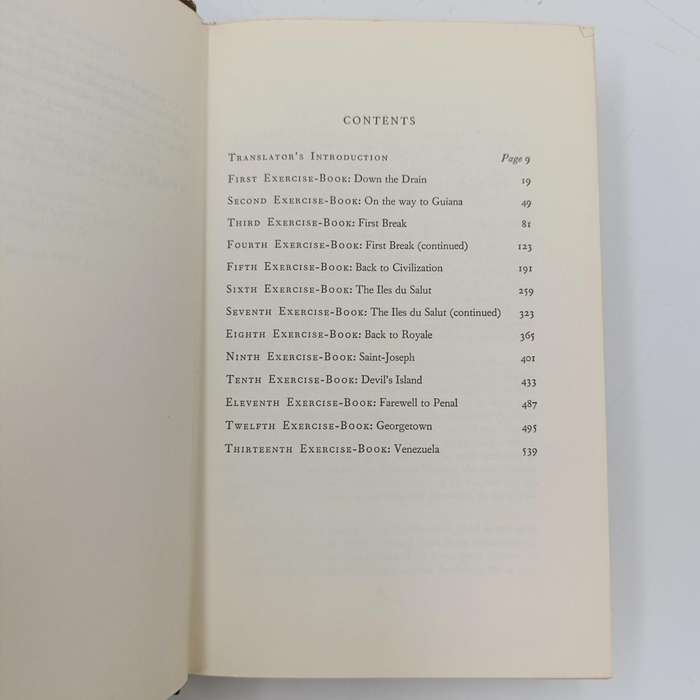 CONTENTS
Translator's Introduction Page 9
First Exercise-Book: Down the Drain 19
Second Exercise-Book: On the way to Guiana 49
Third Exercise-Book: First Break 81
Fourth Exercise-Book: First Break (continued) 123
Fifth Exercise-Book: Back to Civilization 191
Sixth Exercise-Book: The Iles du Salut 259
Seventh Exercise-Book: The Iles du Salut (continued) 323
Eighth Exercise-Book: Back to Royale 365
Ninth Exercise-Book: Saint-Joseph 401
Tenth Exercise-Book: Devil's Island 433
Eleventh Exercise-Book: Farewell to Penal 487
Twelfth Exercise-Book: Georgetown 495
Thirteenth Exercise-Book: Venezuela 539